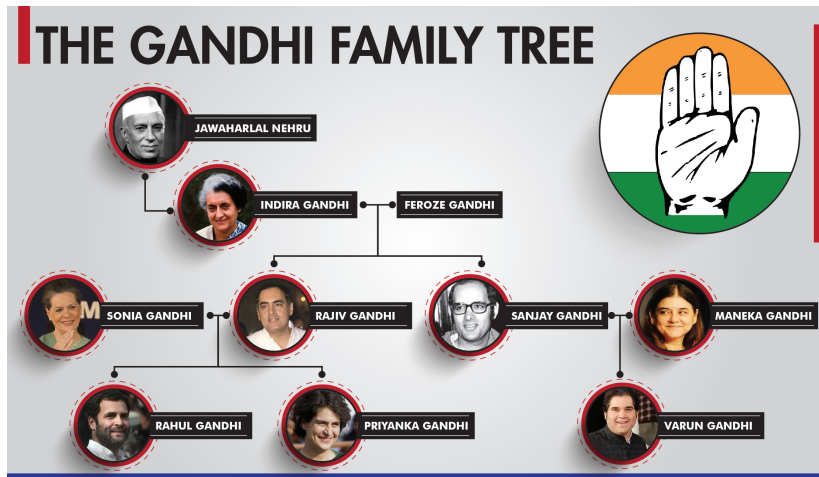 THE GANDHI FAMILY TREE
JAWAHARLAL NEHRU
INDIRA GANDHI
FEROZE GANDHI
M
SONIA GANDHI
RAJIV GANDHI
SANJAY GANDHI
MANEKA GANDHI
RAHUL GANDHI
PRIYANKA GANDHI
VARUN GANDHI